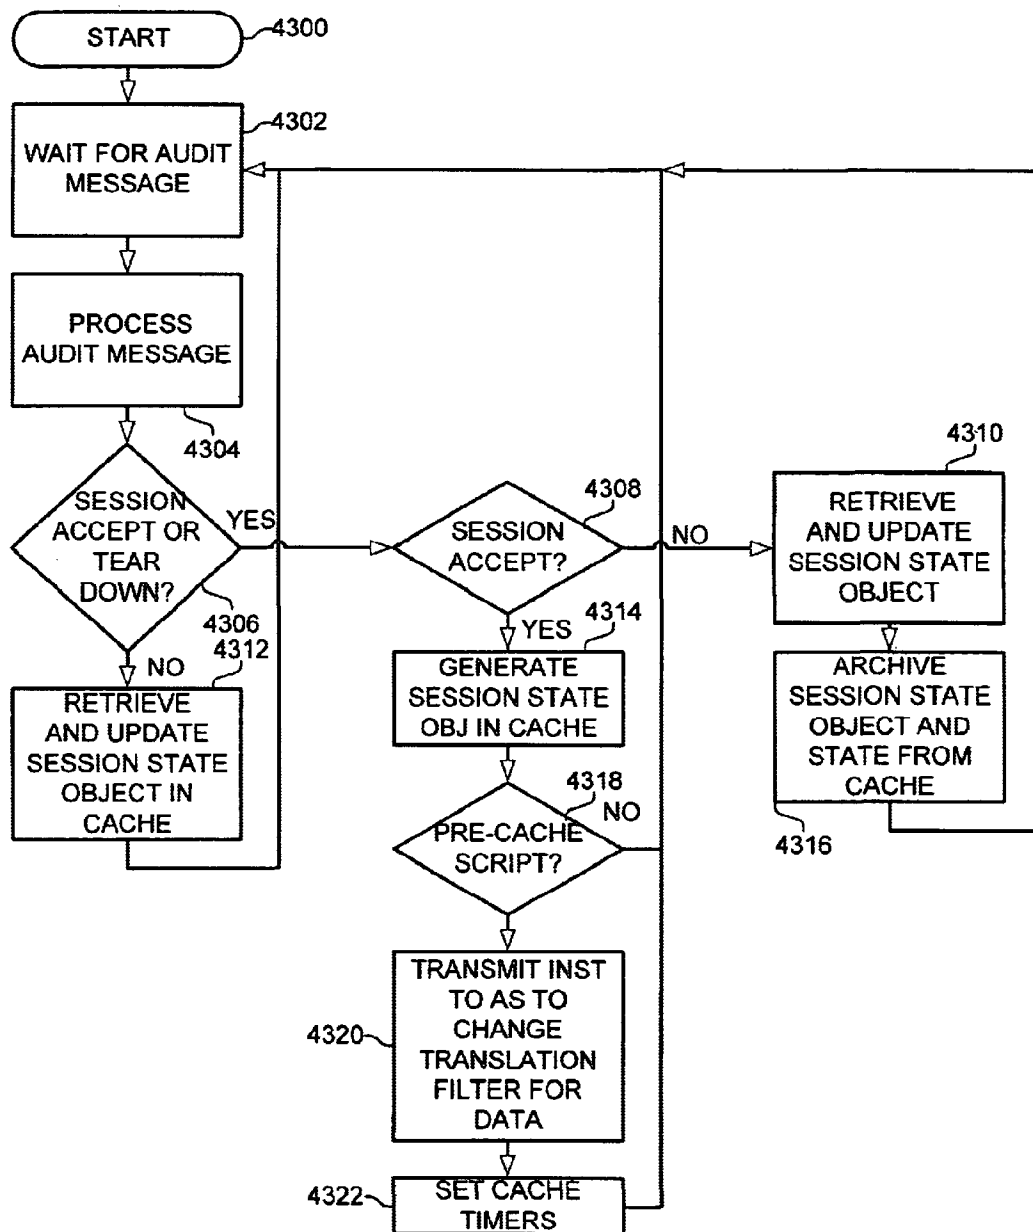 START
4300
4302
WAIT FOR AUDIT
MESSAGE
PROCESS
AUDIT MESSAGE
4304
SESSION
ACCEPT OR
TEAR
DOWN?
YES
4306
NO
4312
RETRIEVE
AND UPDATE
SESSION STATE
OBJECT IN
CACHE
4308
SESSION
ACCEPT?
NO
YES
4310
RETRIEVE
AND UPDATE
SESSION STATE
OBJECT
4314
GENERATE
SESSION STATE
OBJ IN CACHE
ARCHIVE
SESSION STATE
OBJECT AND
STATE FROM
CACHE
4316
4318
NO
PRE-CACHE
SCRIPT?
TRANSMIT INST
TO AS TO
CHANGE
TRANSLATION
FILTER FOR
DATA
4320
4322
SET CACHE
TIMERS